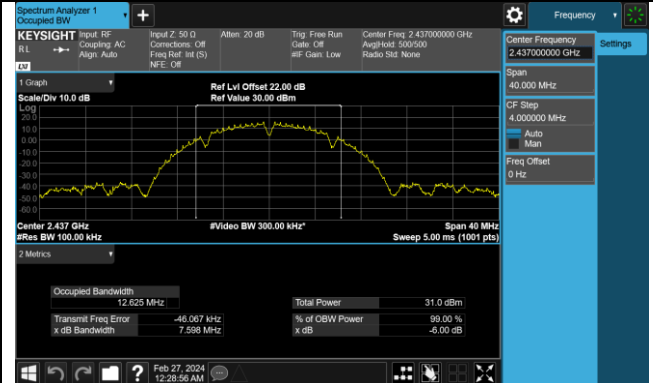 Spectrum Analyzer 1
Occupied BW
+
Frequency
KEYSIGHT
Input: RF
Coupling: AC
Align: Auto
Input Z: 50 Ω
Corrections: Off
Freq Ref: Int (S)
NFE: Off
Atten: 20 dB
Trig: Free Run
Gate: Off
#IF Gain: Low
Center Freq: 2.437000000 GHz
Avg|Hold: 500/500
Radio Std: None
R L
LXI
Center Frequency
2.437000000 GHz
Settings
Span
40.000 MHz
CF Step
4.000000 MHz
Auto
Man
Freq Offset
0 Hz
1 Graph
Scale/Div 10.0 dB
Ref Lvl Offset 22.00 dB
Ref Value 30.00 dBm
Log
20.0
10.0
0.00
-10.0
-20.0
-30.0
-40.0
-50.0
-60.0
Center 2.437 GHz
#Res BW 100.00 kHz
#Video BW 300.00 kHz*
Span 40 MHz
Sweep 5.00 ms (1001 pts)
2 Metrics
Occupied Bandwidth
12.625 MHz
Total Power 31.0 dBm
Transmit Freq Error -46.067 kHz
% of OBW Power 99.00 %
x dB Bandwidth 7.598 MHz
x dB -6.00 dB
?
Feb 27, 2024
12:28:56 AM